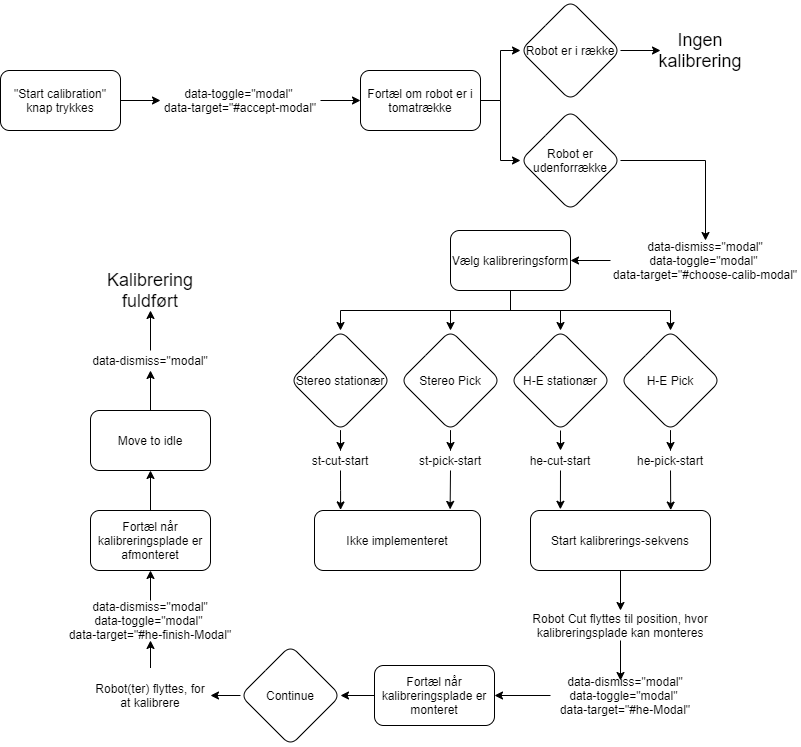 "Start calibration"
knap trykkes
data-toggle="modal"
data-target="#accept-modal"
Fortæl om robot er i
tomatrække
Robot er i række
Ingen
kalibrering
Robot er
udenforrække
data-dismiss="modal"
data-toggle="modal"
data-target="#choose-calib-modal"
Vælg kalibreringsform
Stereo stationær
Stereo Pick
H-E stationær
H-E Pick
st-cut-start
st-pick-start
he-cut-start
he-pick-start
Ikke implementeret
Start kalibrerings-sekvens
Robot Cut flyttes til position, hvor
kalibreringsplade kan monteres
data-dismiss="modal"
data-toggle="modal"
data-target="#he-Modal"
Fortæl når
kalibreringsplade er
monteret
Continue
Robot(ter) flyttes, for
at kalibrere
data-dismiss="modal"
data-toggle="modal"
data-target="#he-finish-Modal"
Fortæl når
kalibreringsplade er
afmonteret
Move to idle
data-dismiss="modal"
Kalibrering
fuldført